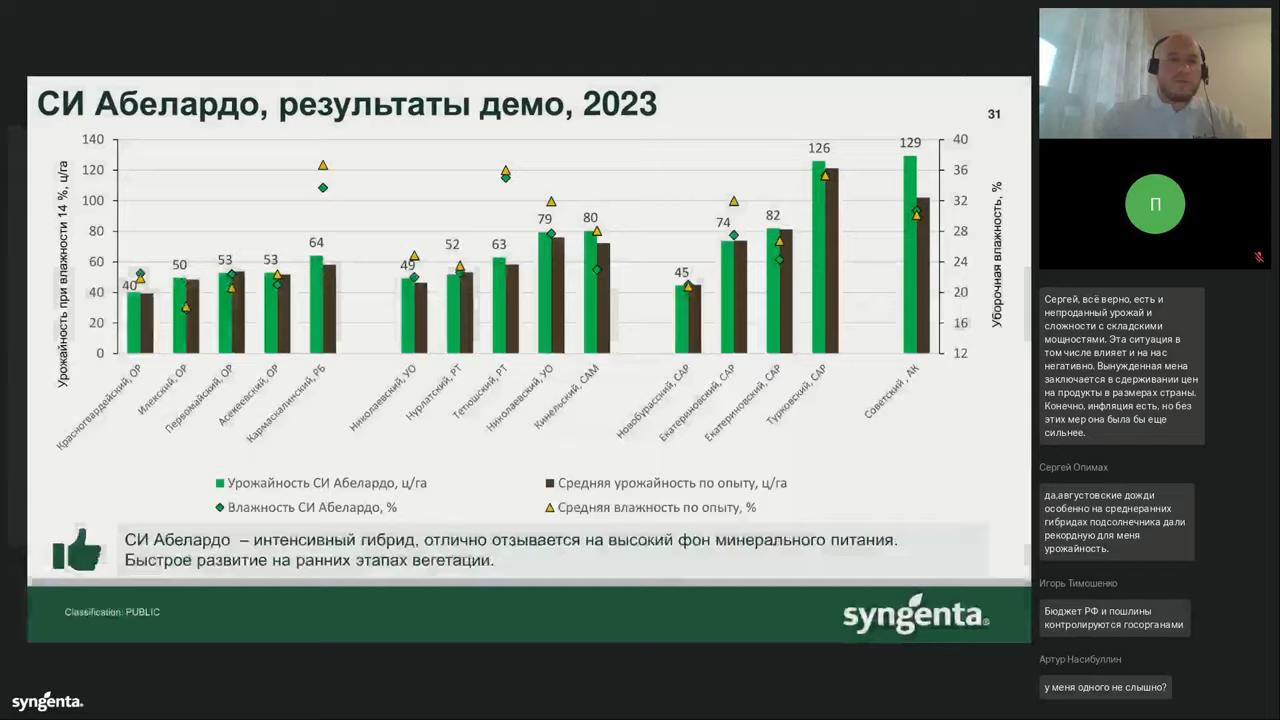 СИ Абелардо, результаты демо, 2023
31
Урожайность при влажности 14 %, ц/га
140
120
100
80
60
40
20
0
40
50
53
53
64
49
52
63
79
80
45
74
82
126
129
40
36
32
28
24
20
16
12
Уборочная влажность, %
Красногвардейский, ОР
Илекский, ОР
Первомайский, ОР
Асекеевский, ОР
Кармаскалинский, РБ
Николаевский, УО
Нурлатский, РТ
Тетюшский, РТ
Николаевский, УО
Кинельский, САМ
Новобурасский, САР
Екатериновский, САР
Екатериновский, САР
Турковский, САР
Советский , АК
Урожайность СИ Абелардо, ц/га
Средняя урожайность по опыту, ц/га
Влажность СИ Абелардо, %
Средняя влажность по опыту, %
СИ Абелардо – интенсивный гибрид, отлично отзывается на высокий фон минерального питания.
Быстрое развитие на ранних этапах вегетации.
Classification: PUBLIC
syngenta®
syngenta.
П
Сергей, всё верно, есть и
непроданный урожай и
сложности с складскими
мощностями. Эта ситуация в
том числе влияет и на нас
негативно. Вынужденная мена
заключается в сдерживании цен
на продукты в размерах страны.
Конечно, инфляция есть, но без
этих мер она была бы еще
сильнее.
Сергей Опимах
да,августовские дожди
особенно на среднеранних
гибридах подсолнечника дали
рекордную для меня
урожайность.
Игорь Тимошенко
Бюджет РФ и пошлины
контролируются госорганами
Артур Насибуллин
у меня одного не слышно?